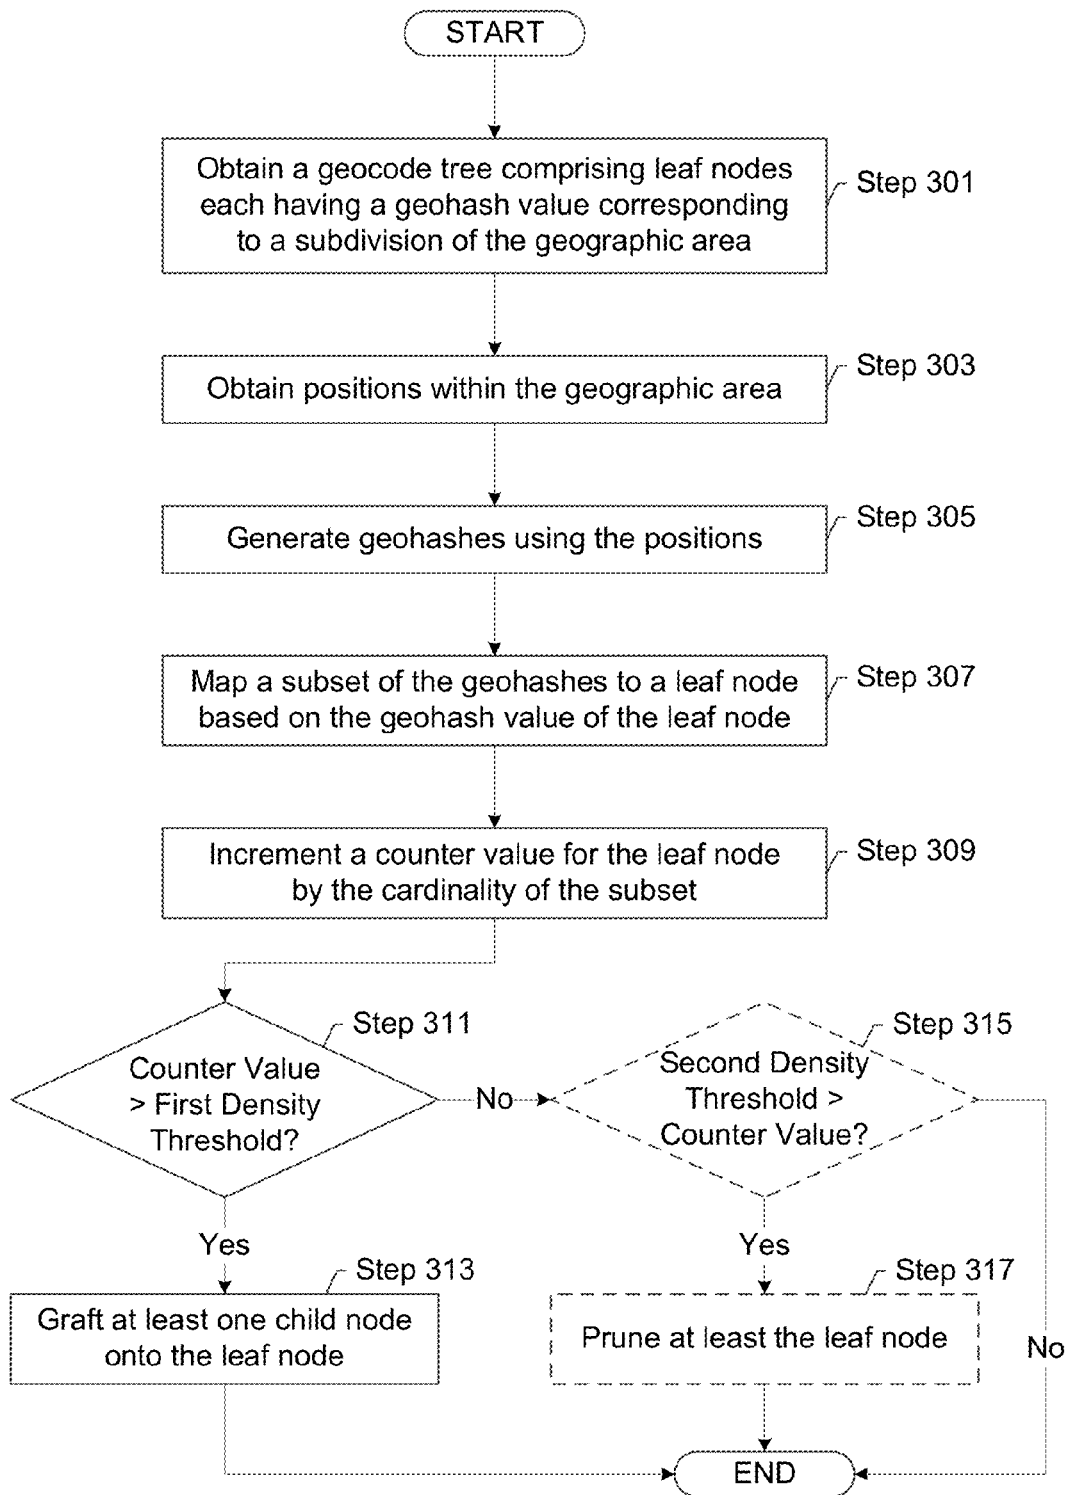 START
Obtain a geocode tree comprising leaf nodes
each having a geohash value corresponding
to a subdivision of the geographic area
Step 301
Obtain positions within the geographic area
Step 303
Generate geohashes using the positions
Step 305
Map a subset of the geohashes to a leaf node
based on the geohash value of the leaf node
Step 307
Increment a counter value for the leaf node
by the cardinality of the subset
Step 309
Step 311
Counter Value
> First Density
Threshold?
No
Step 315
Second Density
Threshold >
Counter Value?
Yes
Step 313
Graft at least one child node
onto the leaf node
Yes
Step 317
Prune at least the leaf node
No
END